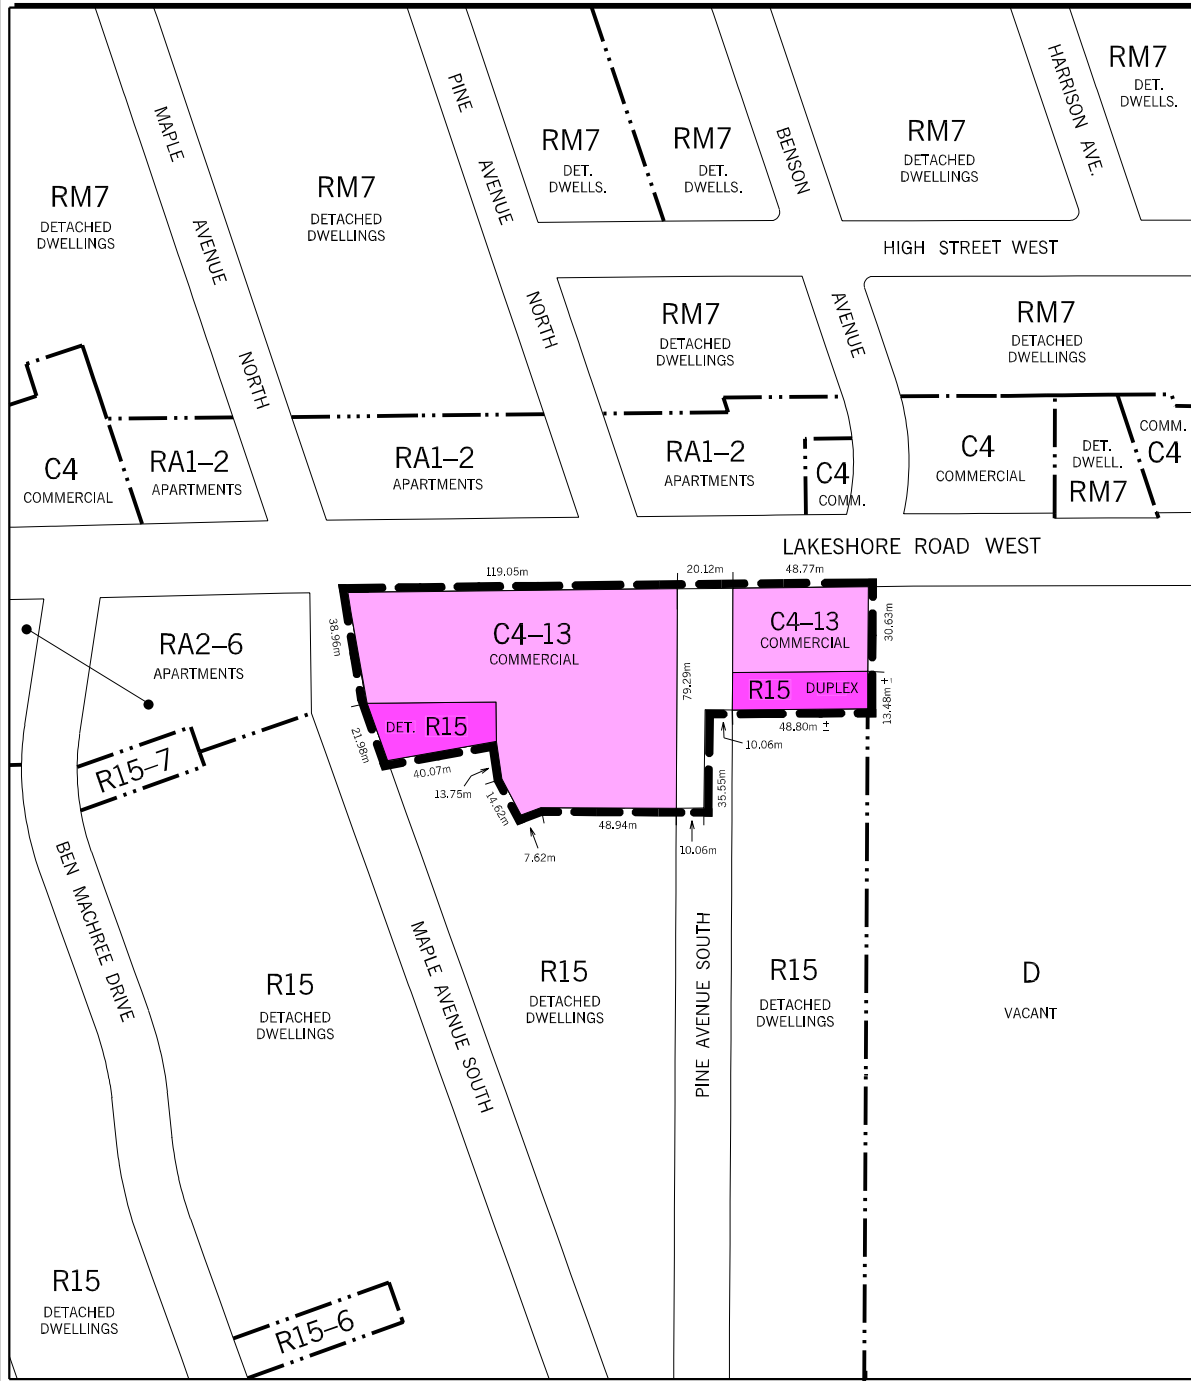 RM7
DET.
DWELLS.
HARRISON AVE.
RM7
DETACHED
DWELLINGS
BENSON
AVENUE
RM7
DET.
DWELLS.
RM7
DET.
DWELLS.
PINE AVENUE NORTH
MAPLE AVENUE NORTH
RM7
DETACHED
DWELLINGS
RM7
DETACHED
DWELLINGS
HIGH STREET WEST
RM7
DETACHED
DWELLINGS
RM7
DETACHED
DWELLINGS
C4
COMMERCIAL
RA1–2
APARTMENTS
RA1–2
APARTMENTS
RA1–2
APARTMENTS
C4
COMM.
C4
COMMERCIAL
DET.
DWELL.
RM7
COMM.
C4
LAKESHORE ROAD WEST
119.05m
20.12m
48.77m
38.96m
C4–13
COMMERCIAL
C4–13
COMMERCIAL
30.63m
RA2–6
APARTMENTS
79.29m
R15 DUPLEX
13.48m ±
DET. R15
21.98m
40.07m
48.80m ±
10.06m
13.75m
14.62m
35.55m
48.94m
7.62m
10.06m
R15–7
BEN MACHREE DRIVE
MAPLE AVENUE SOUTH
PINE AVENUE SOUTH
R15
DETACHED
DWELLINGS
R15
DETACHED
DWELLINGS
R15
DETACHED
DWELLINGS
D
VACANT
R15
DETACHED
DWELLINGS
R15–6